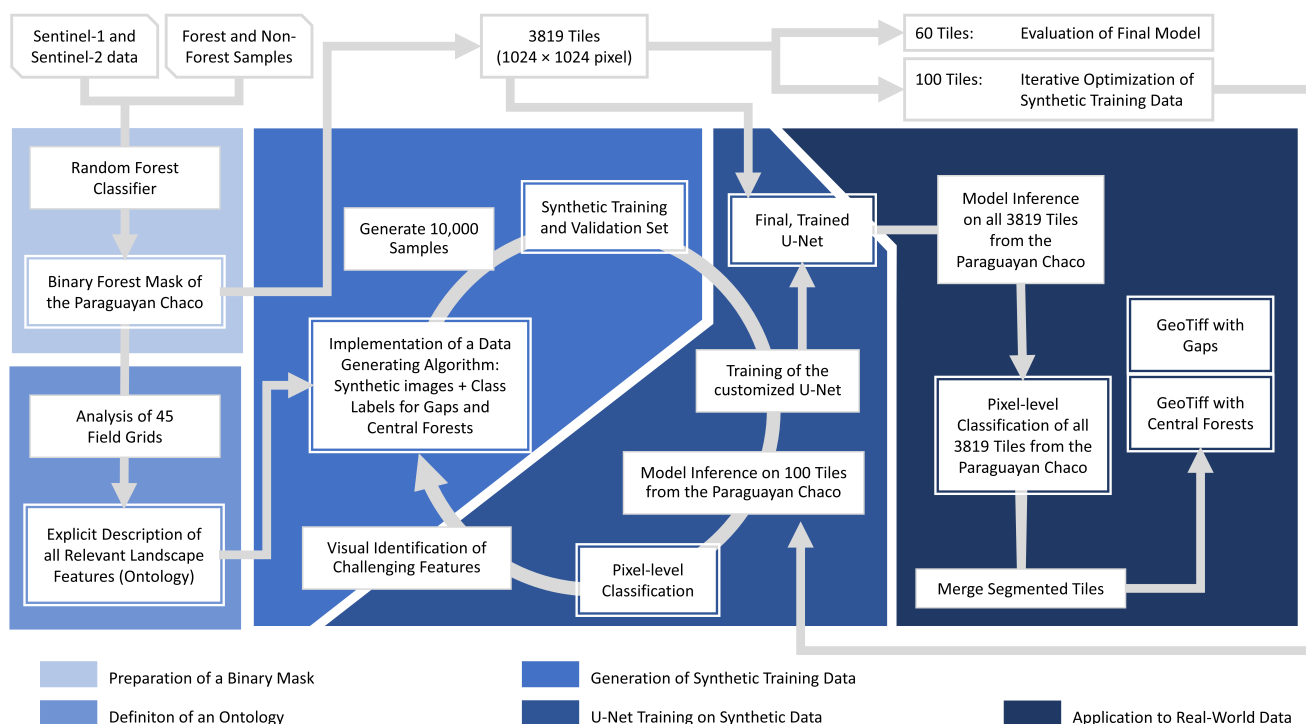 Sentinel-1 and
Sentinel-2 data
Forest and Non-
Forest Samples
3819 Tiles
(1024 × 1024 pixel)
60 Tiles: Evaluation of Final Model
100 Tiles: Iterative Optimization of
Synthetic Training Data
Random Forest
Classifier
Binary Forest Mask of
the Paraguayan Chaco
Analysis of 45
Field Grids
Explicit Description of
all Relevant Landscape
Features (Ontology)
Generate 10,000
Samples
Synthetic Training
and Validation Set
Implementation of a Data
Generating Algorithm:
Synthetic images + Class
Labels for Gaps and
Central Forests
Visual Identification of
Challenging Features
Pixel-level
Classification
Model Inference on 100 Tiles
from the Paraguayan Chaco
Training of the
customized U-Net
Final, Trained
U-Net
Model Inference
on all 3819 Tiles
from the
Paraguayan Chaco
Pixel-level
Classification of all
3819 Tiles from the
Paraguayan Chaco
Merge Segmented Tiles
GeoTiff with
Gaps
GeoTiff with
Central Forests
Preparation of a Binary Mask
Definiton of an Ontology
Generation of Synthetic Training Data
U-Net Training on Synthetic Data
Application to Real-World Data